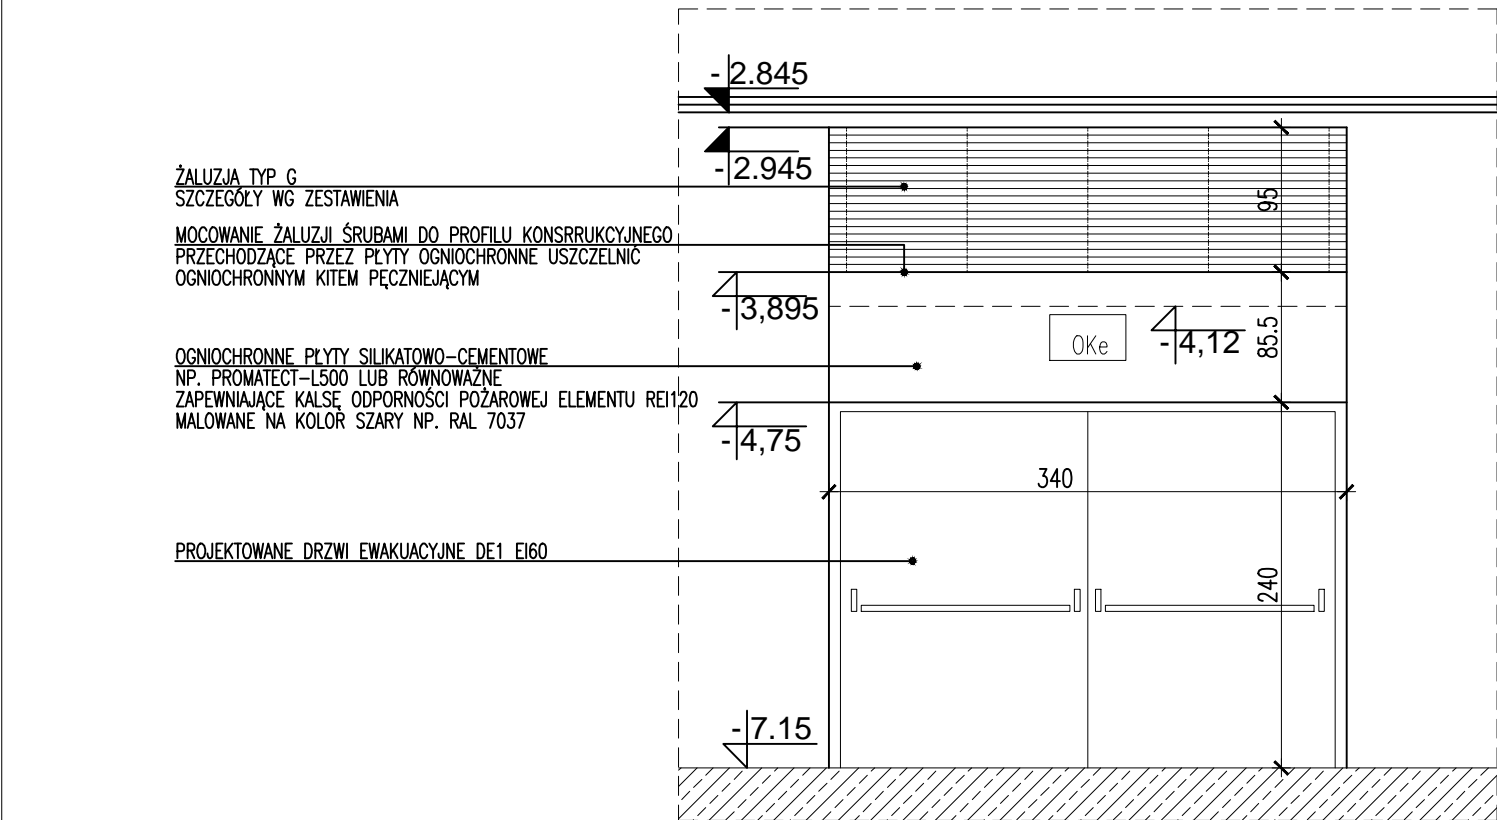 -2.845
-2.945
ŻALUZJA TYP G
SZCZEGÓŁY WG ZESTAWIENIA
MOCOWANIE ŻALUZJI ŚRUBAMI DO PROFILU KONSRRUKCYJNEGO
PRZECHODZĄCE PRZEZ PŁYTY OGNIOCHRONNE USZCZELNIĆ
OGNIOCHRONNYM KITEM PĘCZNIEJĄCYM
95
-3,895
OKe
-4,12
85.5
OGNIOCHRONNE PŁYTY SILIKATOWO-CEMENTOWE
NP. PROMATECT-L500 LUB RÓWNOWAŻNE
ZAPEWNIAJĄCE KALSĘ ODPORNOŚCI POŻAROWEJ ELEMENTU REI120
MALOWANE NA KOLOR SZARY NP. RAL 7037
-4,75
340
PROJEKTOWANE DRZWI EWAKUACYJNE DE1 EI60
240
-7.15